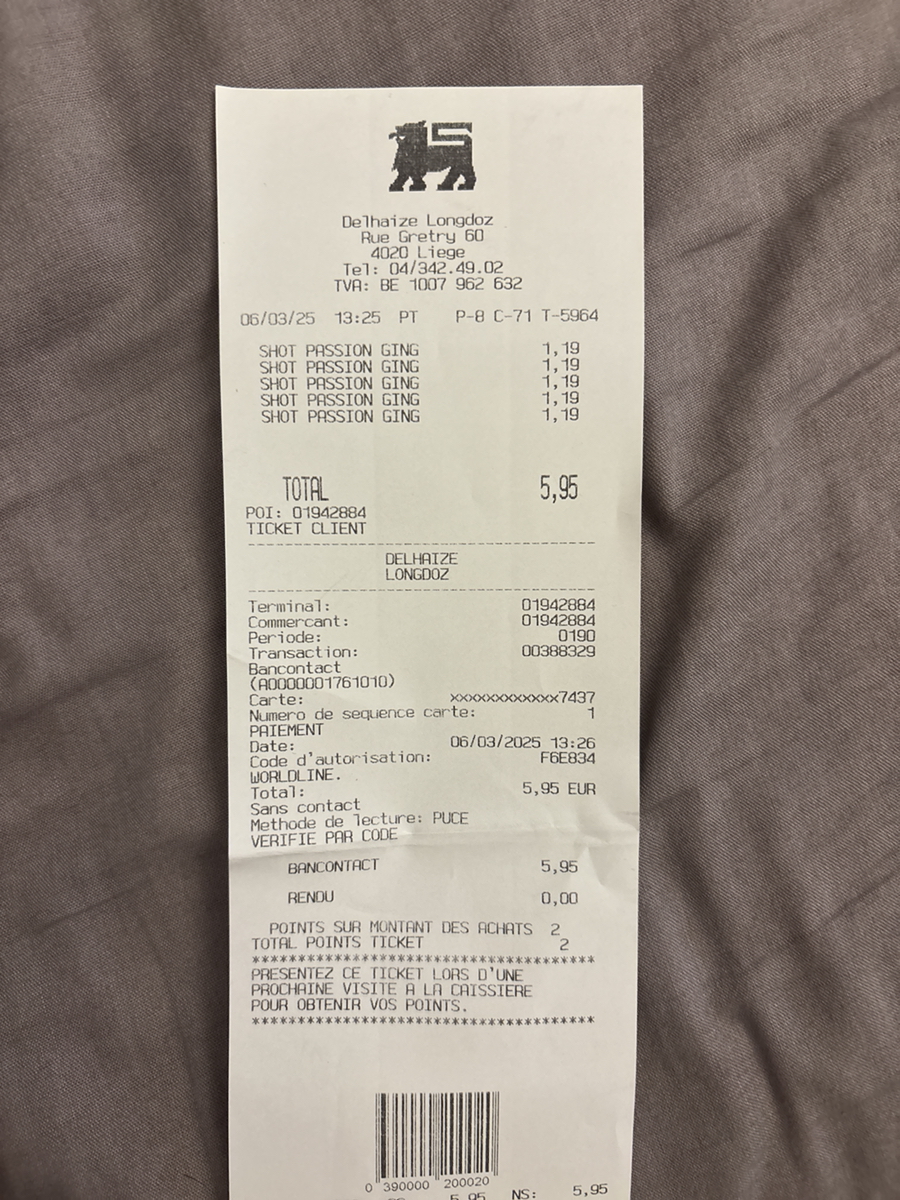 Delhaize Longdoz
Rue Gretry 60
4020 Liege
Tel: 04/342.49.02
TVA: BE 1007 962 632
06/03/25 13:25 PT P-8 C-71 T-5964
SHOT PASSION GING 1,19
SHOT PASSION GING 1,19
SHOT PASSION GING 1,19
SHOT PASSION GING 1,19
SHOT PASSION GING 1,19
TOTAL 5,95
POI: 01942884
TICKET CLIENT
DELHAIZE
LONGDOZ
Terminal: 01942884
Commercant: 01942884
Periode: 0190
Transaction: 00388329
Bancontact
(A0000001761010)
Carte: xxxxxxxxxxxxx7437
Numero de sequence carte: 1
PAIEMENT
Date: 06/03/2025 13:26
Code d'autorisation: F6E834
WORLDLINE.
Total: 5,95 EUR
Sans contact
Methode de lecture: PUCE
VERIFIE PAR CODE
BANCONTACT 5,95
RENDU 0,00
POINTS SUR MONTANT DES ACHATS 2
TOTAL POINTS TICKET 2
*************************************
PRESENTEZ CE TICKET LORS D'UNE
PROCHAINE VISITE A LA CAISSIERE
POUR OBTENIR VOS POINTS.
*************************************
0 390000 200020
5,95 NS: 5,95